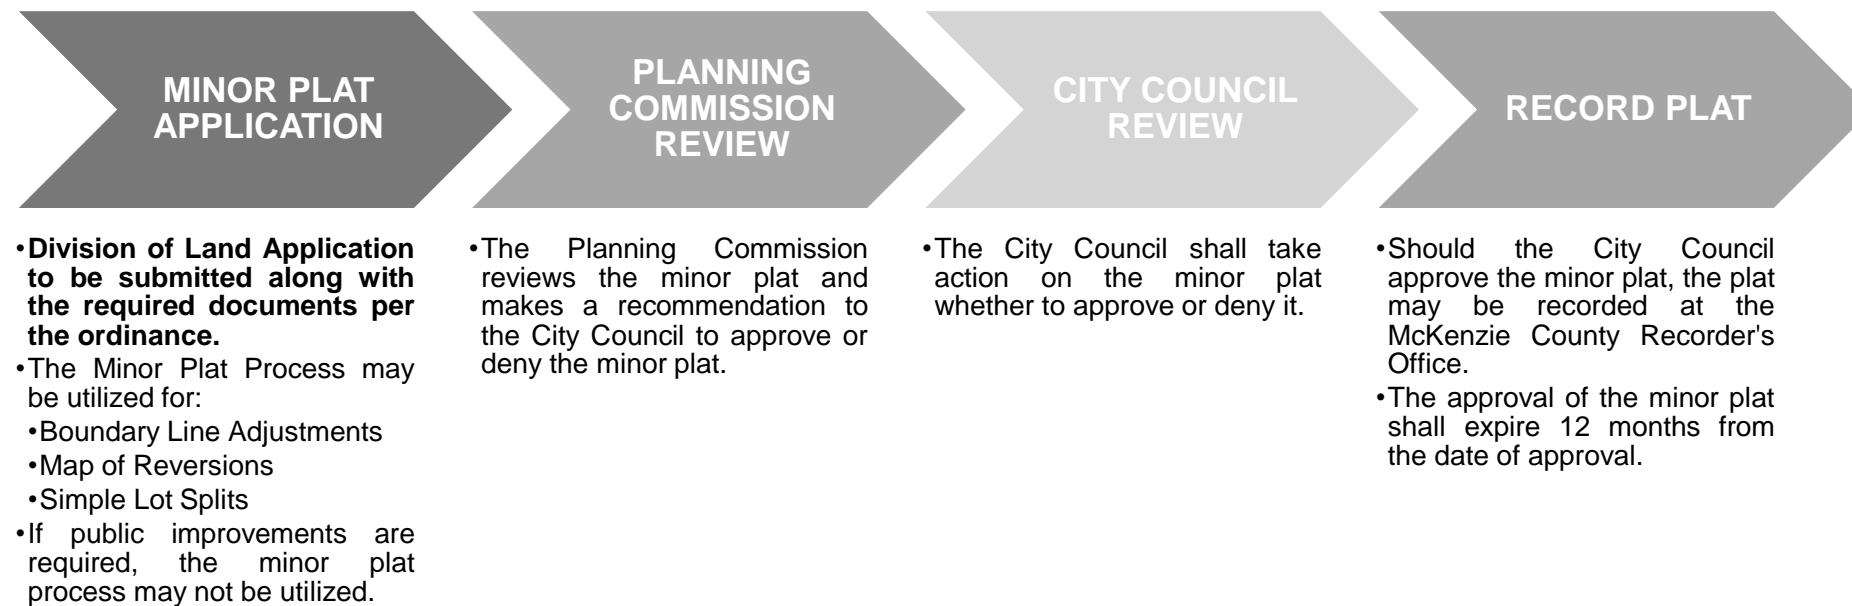 MINOR PLAT
APPLICATION
•Division of Land Application
to be submitted along with
the required documents per
the ordinance.
•The Minor Plat Process may
be utilized for:
•Boundary Line Adjustments
•Map of Reversions
•Simple Lot Splits
•If public improvements are
required, the minor plat
process may not be utilized.
PLANNING
COMMISSION
REVIEW
•The Planning Commission
reviews the minor plat and
makes a recommendation to
the City Council to approve or
deny the minor plat.
CITY COUNCIL
REVIEW
•The City Council shall take
action on the minor plat
whether to approve or deny it.
RECORD PLAT
•Should the City Council
approve the minor plat, the plat
may be recorded at the
McKenzie County Recorder's
Office.
•The approval of the minor plat
shall expire 12 months from
the date of approval.